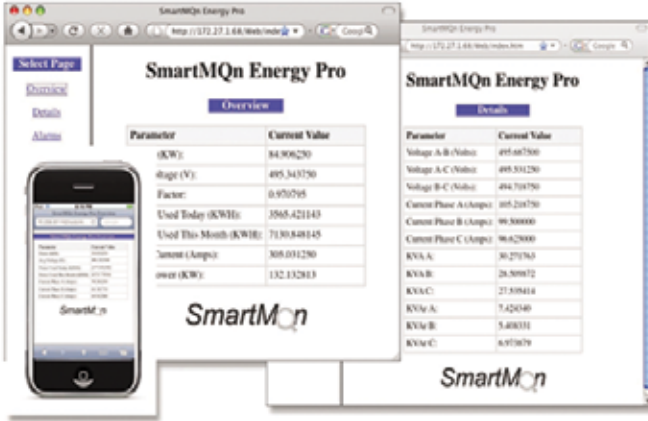 SmartMQn Energy Pro
http://172.27.1.68/Web/inde
Select Page
Overview
Details
Alarms
SmartMQn Energy Pro
Overview
Parameter Current Value
(KW): 84.906250
ltage (V): 495.343750
Factor: 0.970795
Used Today (KWH): 3565.421143
Used This Month (KWH): 7130.848145
Current (Amps): 305.031250
ower (KW): 132.132813
SmartMQn
SmartMQn Energy Pro
http://172.27.1.68/Web/index.htm
SmartMQn Energy Pro
Details
Parameter Current Value
Voltage A-B (Volts): 495.687500
Voltage A-C (Volts): 495.531250
Voltage B-C (Volts): 494.718750
Current Phase A (Amps): 105.218750
Current Phase B (Amps): 99.500000
Current Phase C (Amps): 96.625000
KVA A: 30.271763
KVA B: 28.509872
KVA C: 27.595414
KVAr A: 7.424340
KVAr B: 5.408331
KVAr C: 6.973679
SmartMQn
SmartMQn